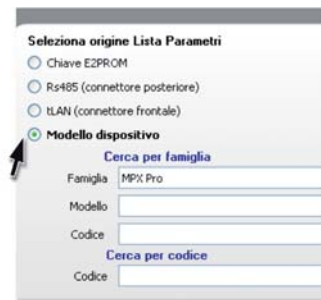 Seleziona origine Lista Parametri
Chiave E2PROM
Rs485 (connettore posteriore)
tLAN (connettore frontale)
Modello dispositivo
Cerca per famiglia
Famiglia MPX Pro
Modello
Codice
Cerca per codice
Codice